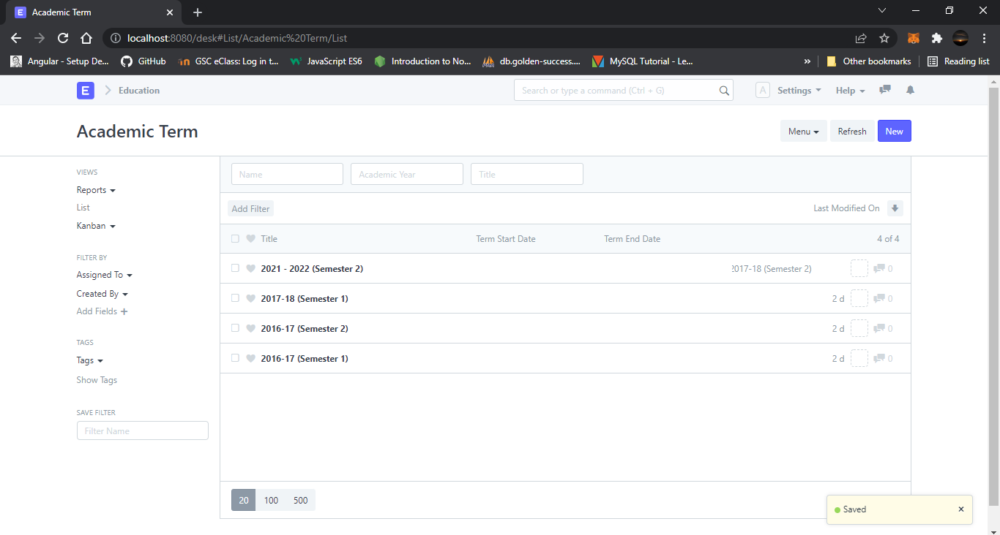 E Academic Term
localhost:8080/desk#List/Academic%20Term/List
Angular - Setup De... GitHub GSC eClass: Log in t... JavaScript ES6 Introduction to No... db.golden-success.... MySQL Tutorial - Le... » Other bookmarks Reading list
E Education Search or type a command (Ctrl + G) A Settings Help
Academic Term Menu Refresh New
VIEWS
Reports
List
Kanban
FILTER BY
Assigned To
Created By
Add Fields
TAGS
Tags
Show Tags
SAVE FILTER
Filter Name
Name Academic Year Title
Add Filter Last Modified On
Title Term Start Date Term End Date 4 of 4
2021 - 2022 (Semester 2) 2017-18 (Semester 2) 0
2017-18 (Semester 1) 2 d 0
2016-17 (Semester 2) 2 d 0
2016-17 (Semester 1) 2 d 0
20 100 500
Saved